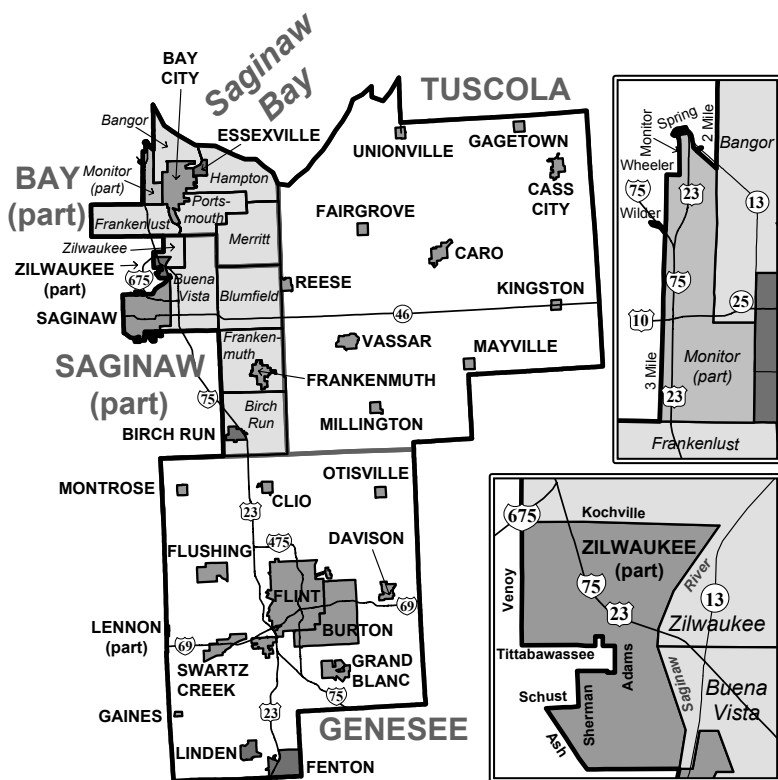 BAY
CITY
Saginaw
Bay
TUSCOLA
Bangor
ESSEXVILLE
UNIONVILLE
GAGETOWN
Monitor
(part)
Hampton
CASS
CITY
BAY
(part)
Ports-
mouth
FAIRGROVE
Frankenlust
Merritt
Zilwaukee
CARO
ZILWAUKEE
(part)
675
Buena
Vista
Blumfield
REESE
KINGSTON
SAGINAW
46
SAGINAW
(part)
Franken-
muth
VASSAR
MAYVILLE
FRANKENMUTH
75
Birch
Run
MILLINGTON
BIRCH RUN
MONTROSE
CLIO
OTISVILLE
23
475
DAVISON
FLUSHING
FLINT
69
LENNON
(part)
69
BURTON
SWARTZ
CREEK
GRAND
BLANC
75
GAINES
23
GENESEE
LINDEN
FENTON
Monitor
Spring
2 Mile
Bangor
Wheeler
75
23
13
Wilder
75
10
25
3 Mile
Monitor
(part)
23
Frankenlust
675
Kochville
ZILWAUKEE
(part)
Venoy
75
River
23
13
Zilwaukee
Tittabawassee
Adams
Saginaw
Buena
Vista
Schust
Sherman
Ash